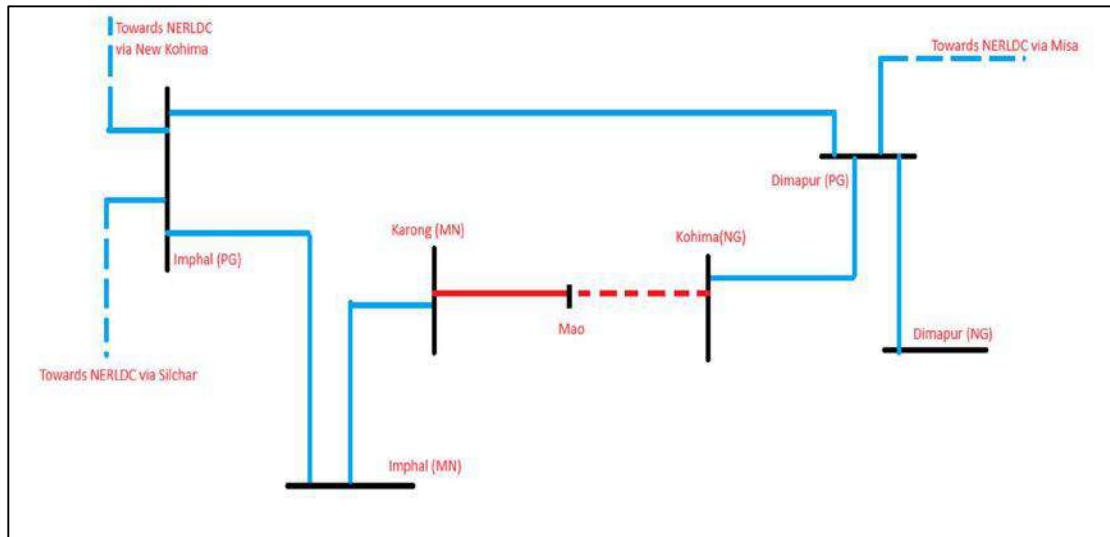 Towards NERLDC
via New Kohima
Towards NERLDC via Misa
Dimapur (PG)
Karong (MN)
Kohima(NG)
Imphal (PG)
Mao
Dimapur (NG)
Towards NERLDC via Silchar
Imphal (MN)